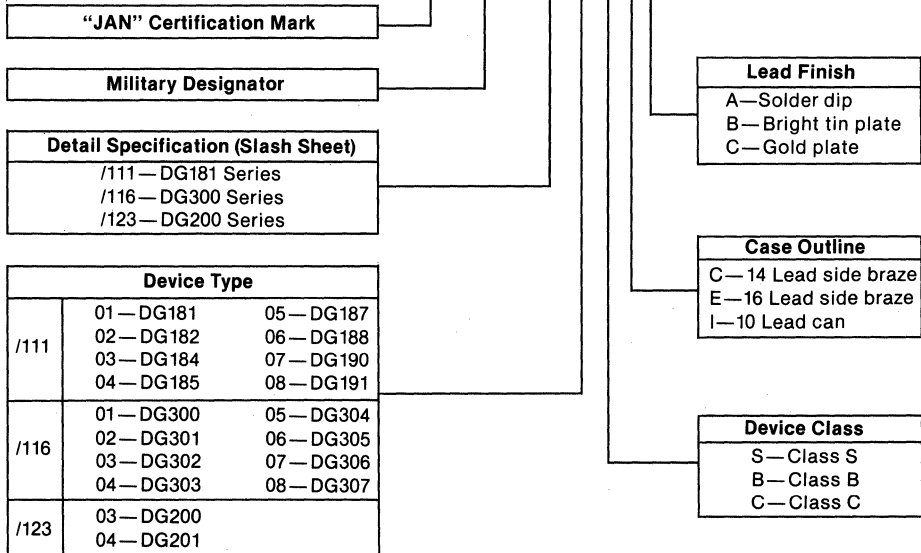 “JAN” Certification Mark
Military Designator
Detail Specification (Slash Sheet)
/111—DG181 Series
/116—DG300 Series
/123—DG200 Series
Device Type
/111
01—DG181 05—DG187
02—DG182 06—DG188
03—DG184 07—DG190
04—DG185 08—DG191
/116
01—DG300 05—DG304
02—DG301 06—DG305
03—DG302 07—DG306
04—DG303 08—DG307
/123
03—DG200
04—DG201
Lead Finish
A—Solder dip
B—Bright tin plate
C—Gold plate
Case Outline
C—14 Lead side braze
E—16 Lead side braze
I—10 Lead can
Device Class
S—Class S
B—Class B
C—Class C